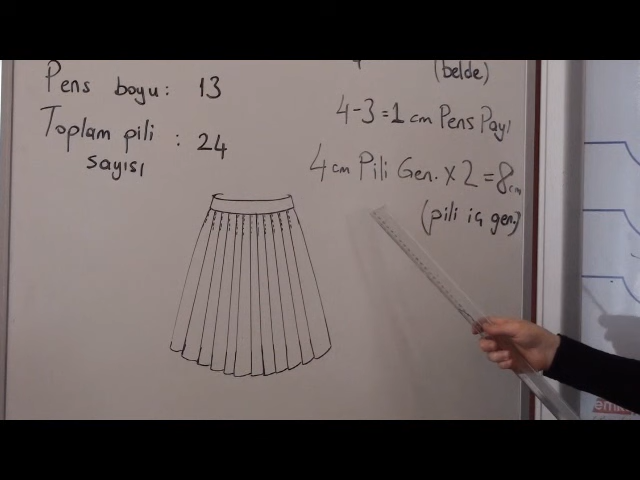 Pens boyu: 13
Toplam pili : 24
sayısı
(belde)
4-3=1 cm Pens Payı
4 cm Pili Gen. x 2 = 8 cm
(pili iç gen.)